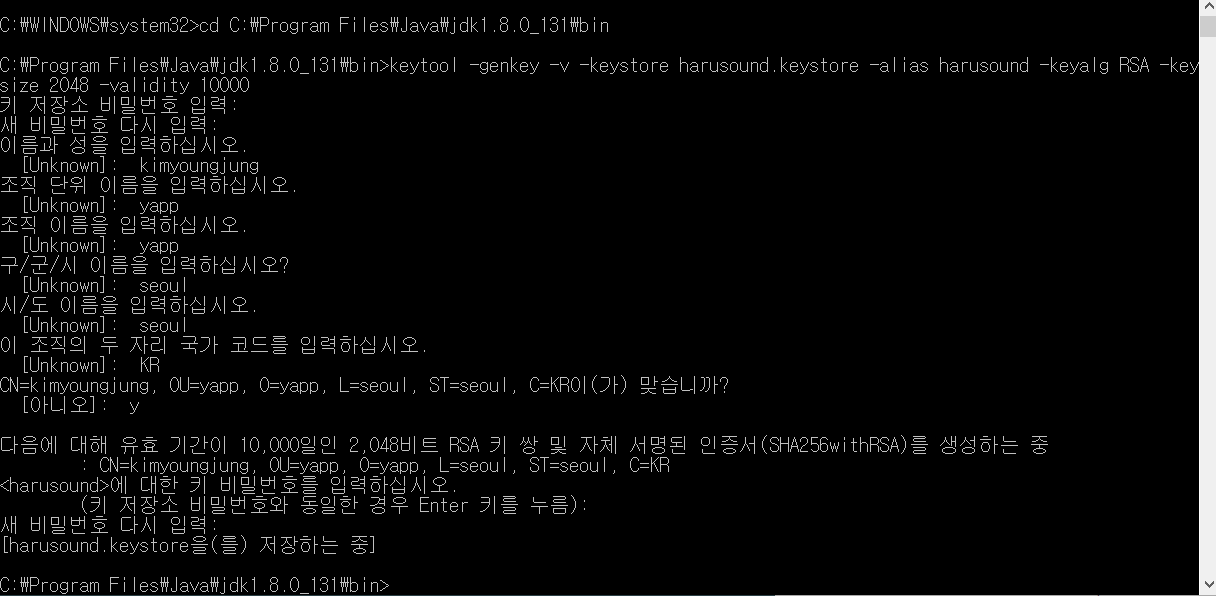 C:\WINDOWS\system32>cd C:\Program Files\Java\jdk1.8.0_131\bin
C:\Program Files\Java\jdk1.8.0_131\bin>keytool -genkey -v -keystore harusound.keystore -alias harusound -keyalg RSA -key
size 2048 -validity 10000
키 저장소 비밀번호 입력:
새 비밀번호 다시 입력:
이름과 성을 입력하십시오.
[Unknown]: kimyoungjung
조직 단위 이름을 입력하십시오.
[Unknown]: yapp
조직 이름을 입력하십시오.
[Unknown]: yapp
구/군/시 이름을 입력하십시오?
[Unknown]: seoul
시/도 이름을 입력하십시오.
[Unknown]: seoul
이 조직의 두 자리 국가 코드를 입력하십시오.
[Unknown]: KR
CN=kimyoungjung, OU=yapp, O=yapp, L=seoul, ST=seoul, C=KR이(가) 맞습니까?
[아니오]: y
다음에 대해 유효 기간이 10,000일인 2,048비트 RSA 키 쌍 및 자체 서명된 인증서(SHA256withRSA)를 생성하는 중
: CN=kimyoungjung, OU=yapp, O=yapp, L=seoul, ST=seoul, C=KR
<harusound>에 대한 키 비밀번호를 입력하십시오.
(키 저장소 비밀번호와 동일한 경우 Enter 키를 누름):
새 비밀번호 다시 입력:
[harusound.keystore을(를) 저장하는 중]
C:\Program Files\Java\jdk1.8.0_131\bin>